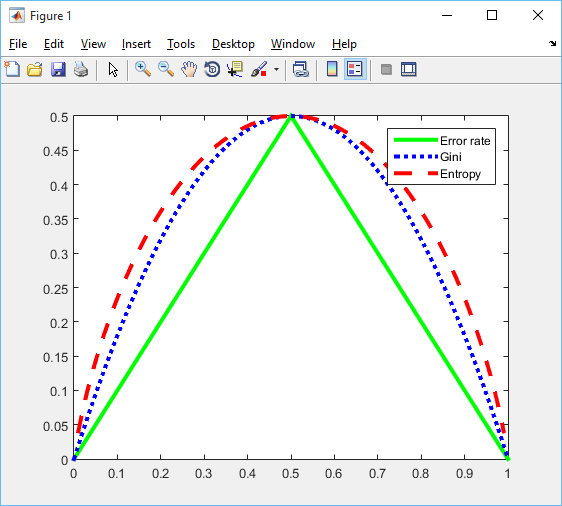 Figure 1
File Edit View Insert Tools Desktop Window Help
0.5
0.45
0.4
0.35
0.3
0.25
0.2
0.15
0.1
0.05
0
Error rate
Gini
Entropy
0 0.1 0.2 0.3 0.4 0.5 0.6 0.7 0.8 0.9 1